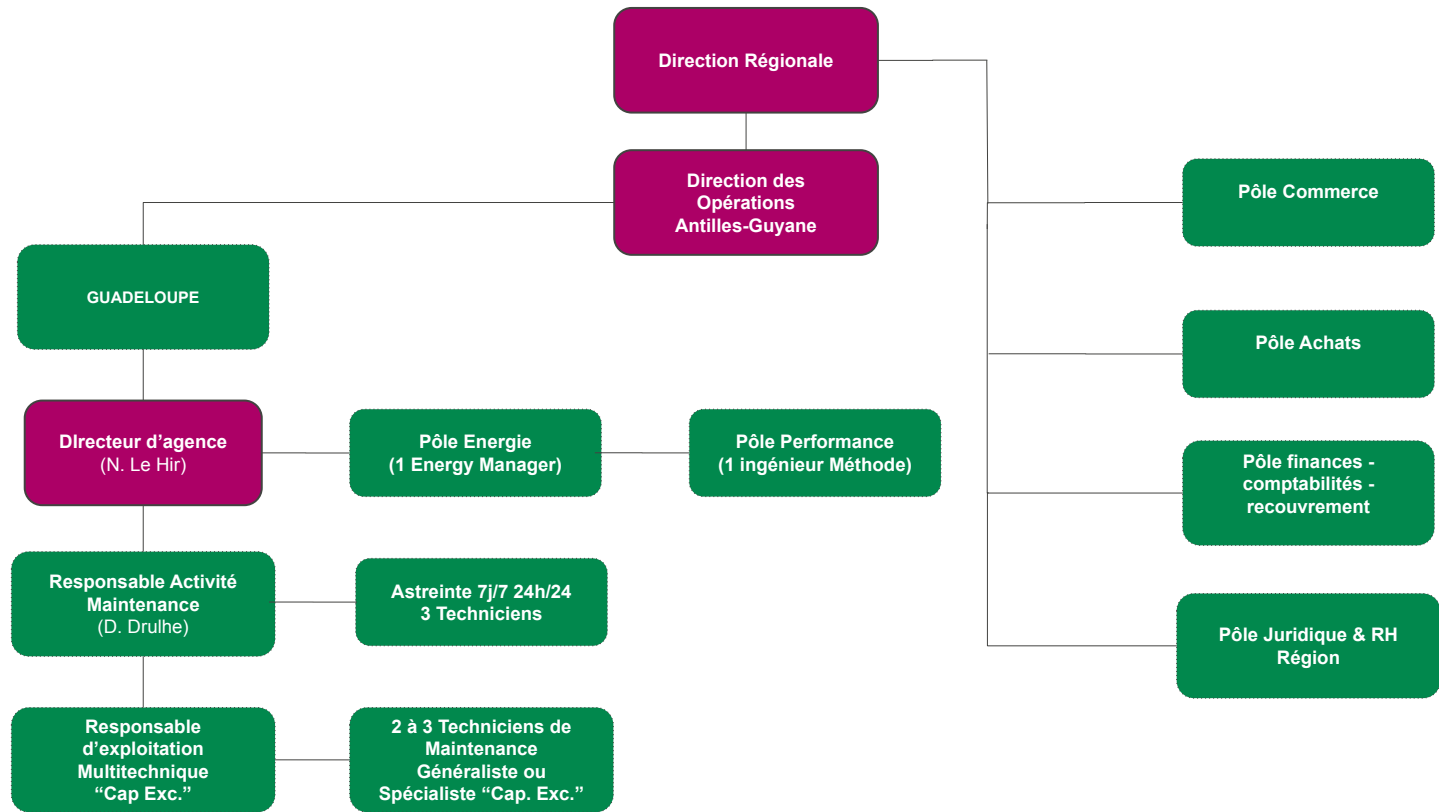 Direction Régionale
Direction des
Opérations
Antilles-Guyane
Pôle Commerce
GUADELOUPE
Pôle Achats
DIrecteur d’agence
(N. Le Hir)
Pôle Energie
(1 Energy Manager)
Pôle Performance
(1 ingénieur Méthode)
Pôle finances -
comptabilités -
recouvrement
Responsable Activité
Maintenance
(D. Drulhe)
Astreinte 7j/7 24h/24
3 Techniciens
Pôle Juridique & RH
Région
Responsable
d’exploitation
Multitechnique
“Cap Exc.”
2 à 3 Techniciens de
Maintenance
Généraliste ou
Spécialiste “Cap. Exc.”